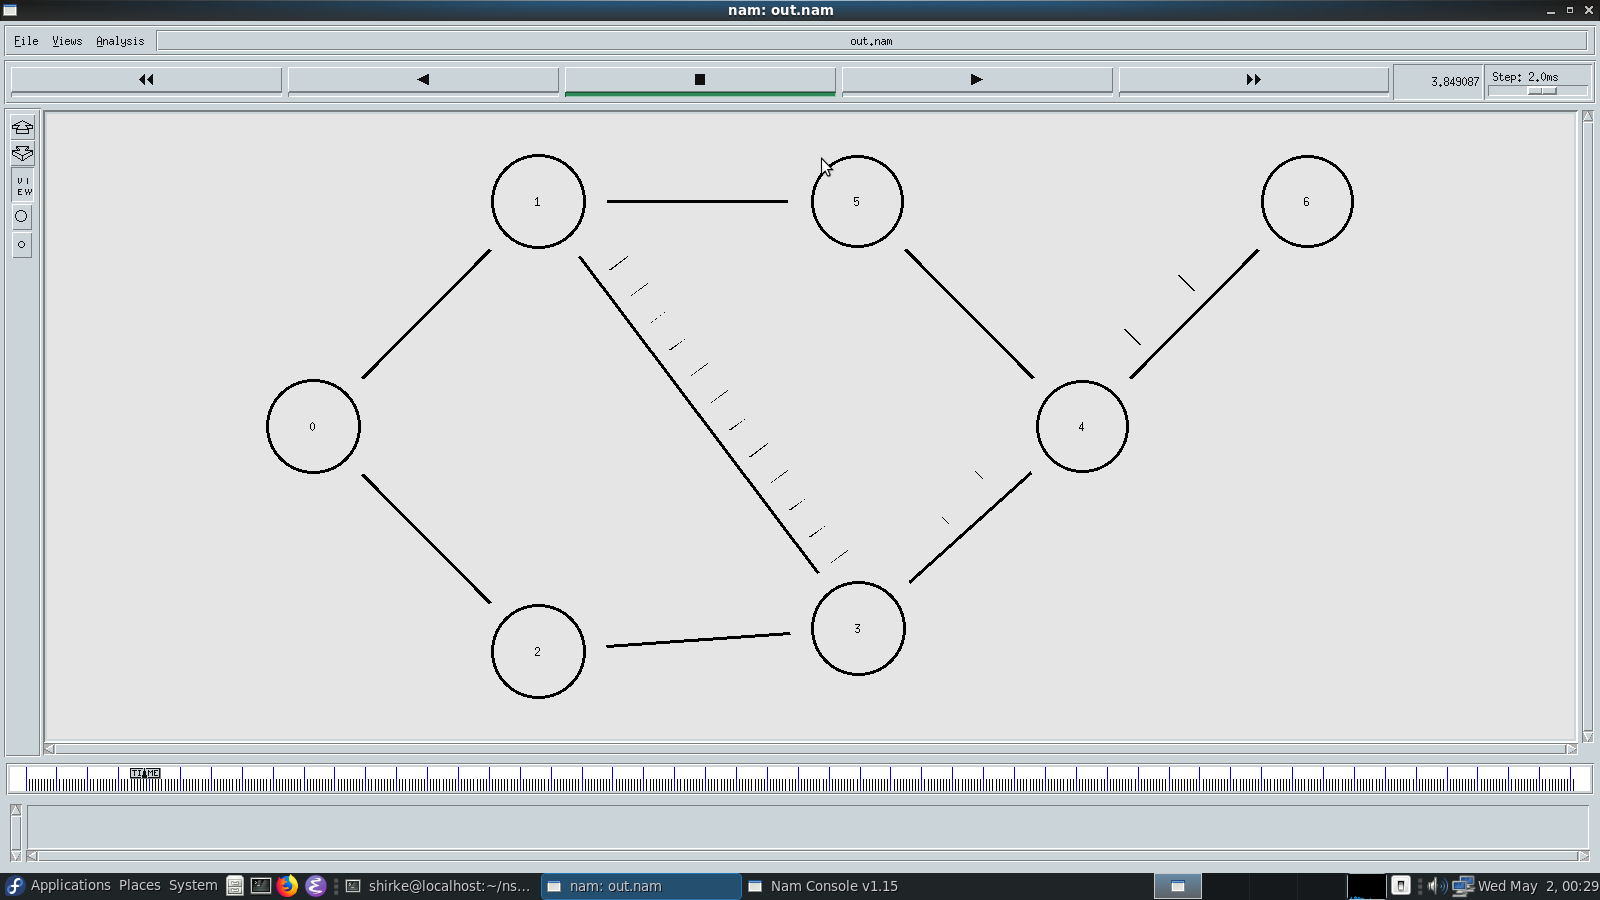 nam: out.nam
File Views Analysis out.nam
3.849087
Step: 2.0ms
VI
EW
1
5
6
0
4
3
2
TIME
Applications Places System shirke@localhost:~/ns... nam: out.nam Nam Console v1.15 Wed May 2, 00:29